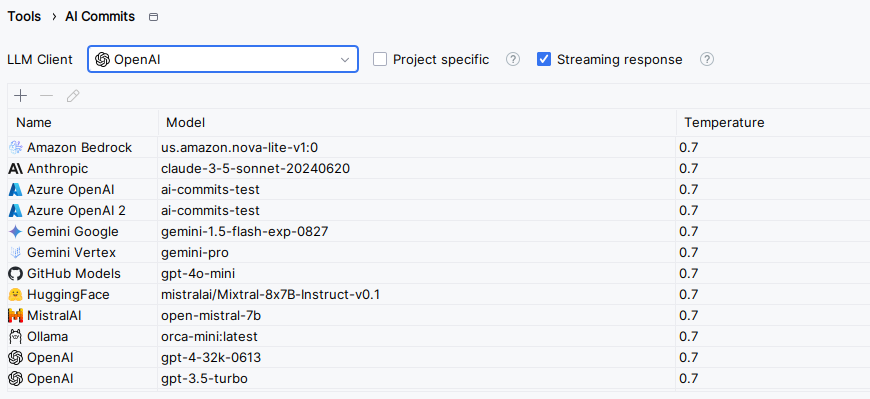 Tools › AI Commits
LLM Client OpenAI Project specific ? Streaming response ?
Name Model Temperature
Amazon Bedrock us.amazon.nova-lite-v1:0 0.7
Anthropic claude-3-5-sonnet-20240620 0.7
Azure OpenAI ai-commits-test 0.7
Azure OpenAI 2 ai-commits-test 0.7
Gemini Google gemini-1.5-flash-exp-0827 0.7
Gemini Vertex gemini-pro 0.7
GitHub Models gpt-4o-mini 0.7
HuggingFace mistralai/Mixtral-8x7B-Instruct-v0.1 0.7
MistralAI open-mistral-7b 0.7
Ollama orca-mini:latest 0.7
OpenAI gpt-4-32k-0613 0.7
OpenAI gpt-3.5-turbo 0.7